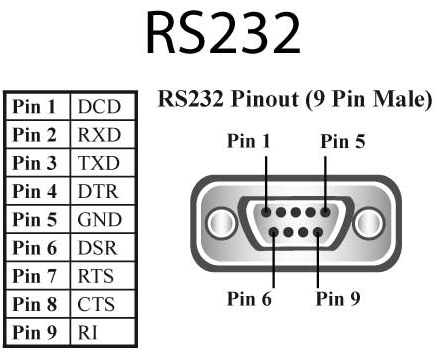 RS232
RS232 Pinout (9 Pin Male)
Pin 1 DCD
Pin 2 RXD
Pin 3 TXD
Pin 4 DTR
Pin 5 GND
Pin 6 DSR
Pin 7 RTS
Pin 8 CTS
Pin 9 RI
Pin 1 Pin 5
Pin 6 Pin 9